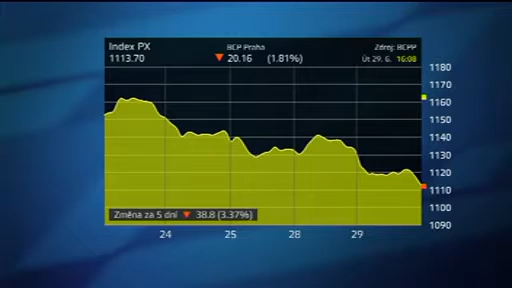 Index PX BCP Praha Zdroj: BCPP
1113.70 ▼ 20.16 (1.81%) Út 29. 6. 16:08
1180
1170
1160
1150
1140
1130
1120
1110
1100
1090
Změna za 5 dní ▼ 38.8 (3.37%)
24 25 28 29